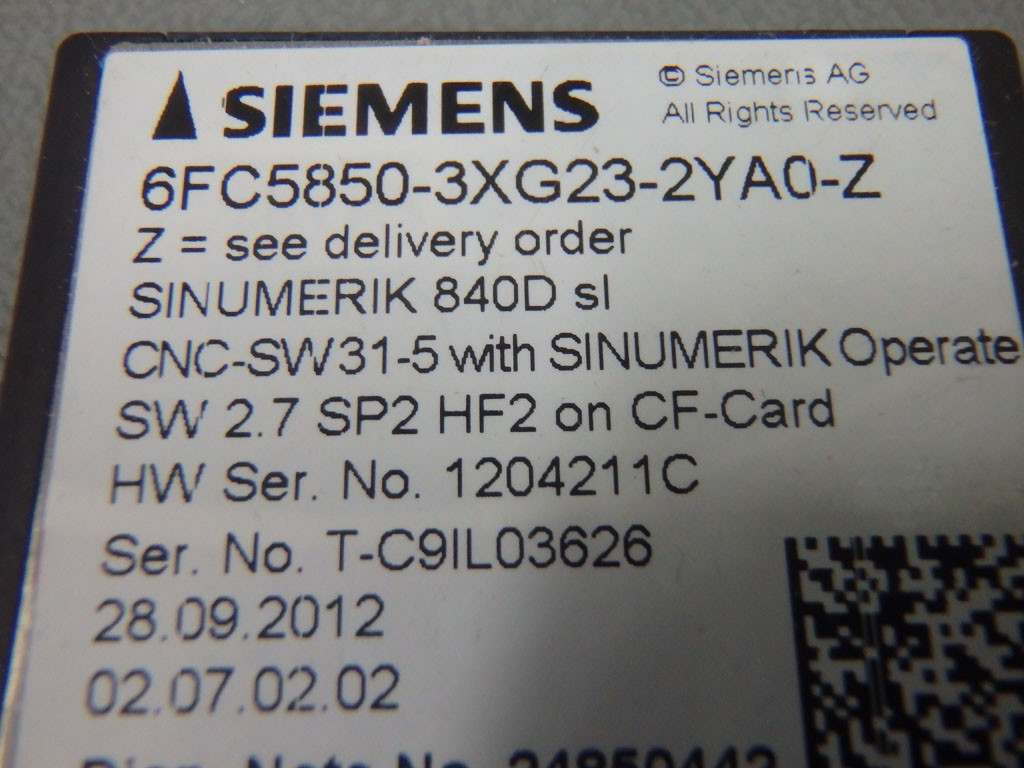 SIEMENS
© Siemens AG
All Rights Reserved
6FC5850-3XG23-2YA0-Z
Z = see delivery order
SINUMERIK 840D sl
CNC-SW31-5 with SINUMERIK Operate
SW 2.7 SP2 HF2 on CF-Card
HW Ser. No. 1204211C
Ser. No. T-C9IL03626
28.09.2012
02.07.02.02
No.